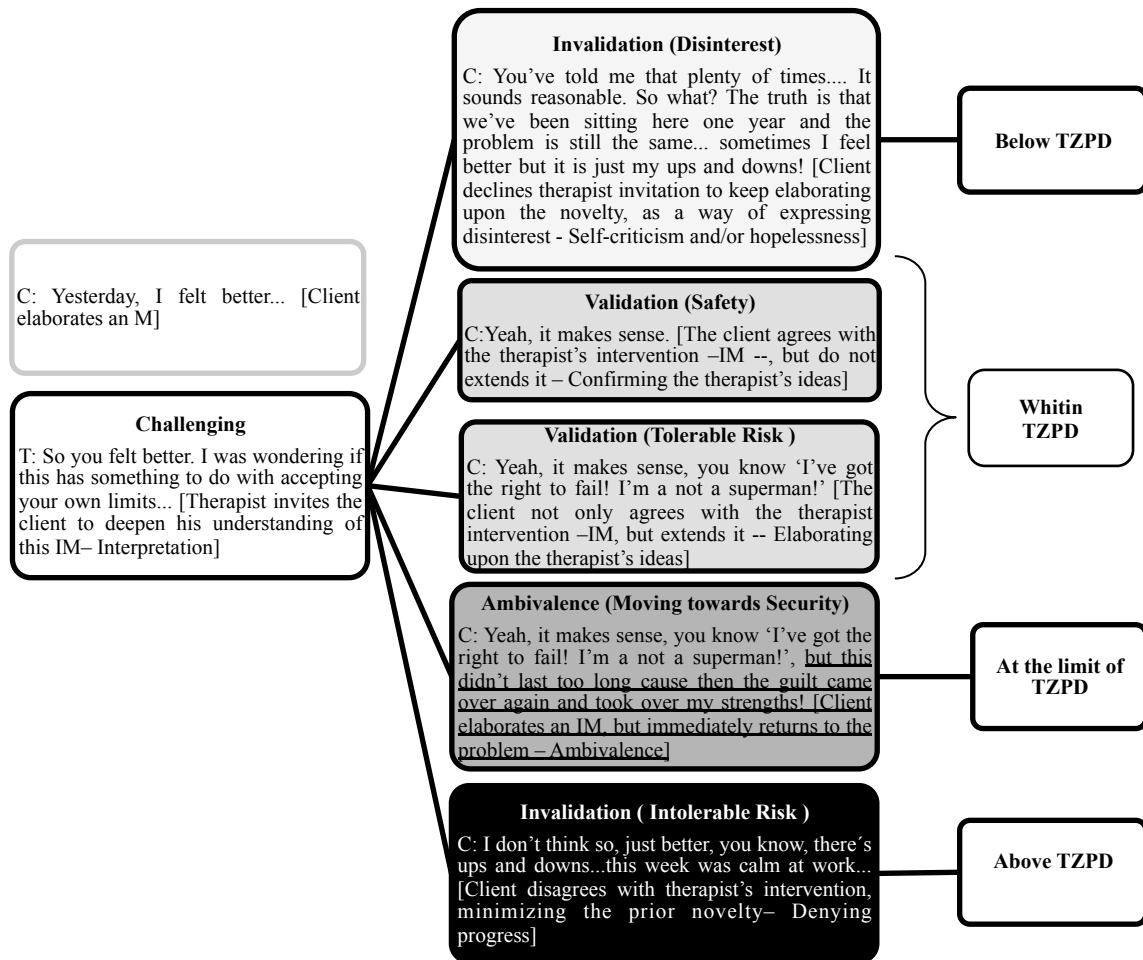 C: Yesterday, I felt better... [Client
elaborates an M]
Challenging
T: So you felt better. I was wondering if
this has something to do with accepting
your own limits... [Therapist invites the
client to deepen his understanding of
this IM– Interpretation]
Invalidation (Disinterest)
C: You’ve told me that plenty of times.... It
sounds reasonable. So what? The truth is that
we’ve been sitting here one year and the
problem is still the same... sometimes I feel
better but it is just my ups and downs! [Client
declines therapist invitation to keep elaborating
upon the novelty, as a way of expressing
disinterest - Self-criticism and/or hopelessness]
Validation (Safety)
C:Yeah, it makes sense. [The client agrees with
the therapist’s intervention –IM --, but do not
extends it – Confirming the therapist’s ideas]
Validation (Tolerable Risk )
C: Yeah, it makes sense, you know ‘I’ve got
the right to fail! I’m a not a superman!’ [The
client not only agrees with the therapist
intervention –IM, but extends it -- Elaborating
upon the therapist’s ideas]
Ambivalence (Moving towards Security)
C: Yeah, it makes sense, you know ‘I’ve got the
right to fail! I’m a not a superman!’, but this
didn’t last too long cause then the guilt came
over again and took over my strengths! [Client
elaborates an IM, but immediately returns to the
problem – Ambivalence]
Invalidation ( Intolerable Risk )
C: I don’t think so, just better, you know, there´s
ups and downs...this week was calm at work...
[Client disagrees with therapist’s intervention,
minimizing the prior novelty– Denying
progress]
Below TZPD
Whitin
TZPD
At the limit of
TZPD
Above TZPD